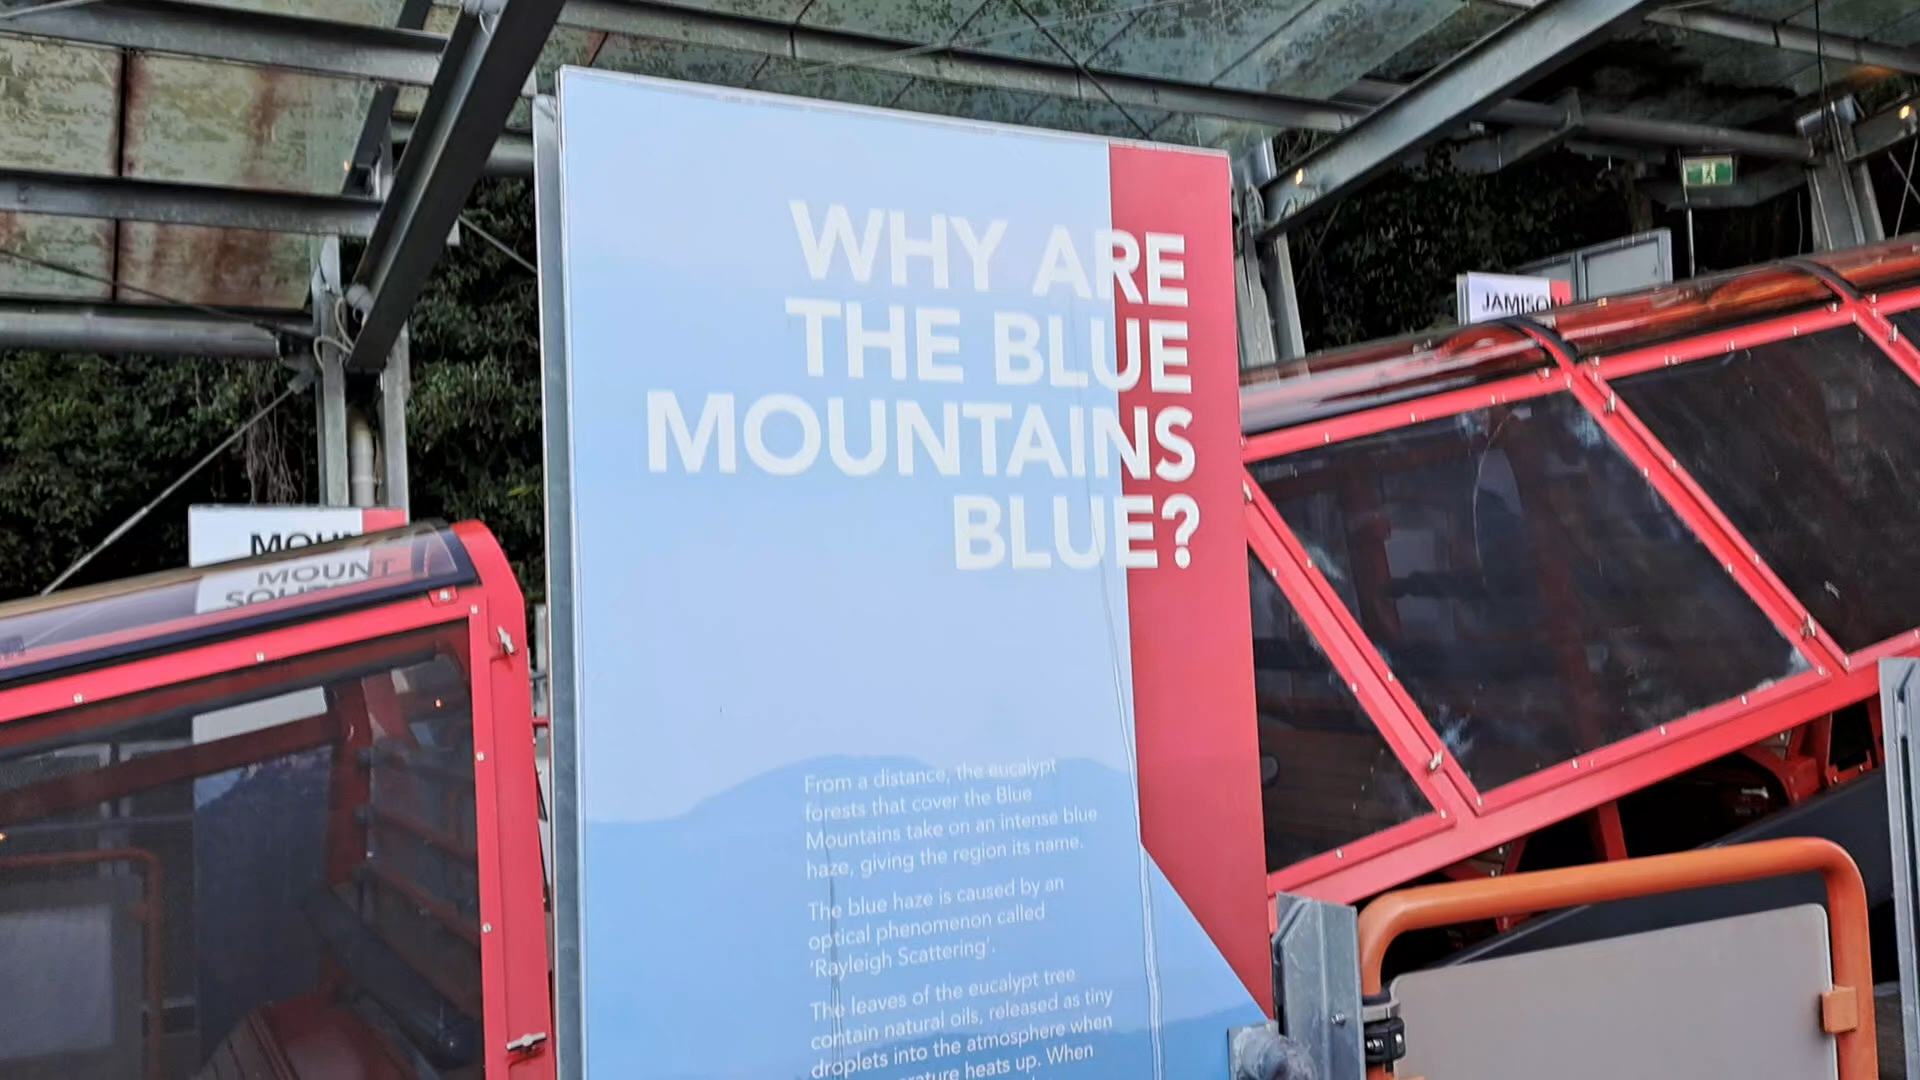 WHY ARE
THE BLUE
MOUNTAINS
BLUE?
From a distance, the eucalypt
forests that cover the Blue
Mountains take on an intense blue
haze, giving the region its name.
The blue haze is caused by an
optical phenomenon called
'Rayleigh Scattering'.
The leaves of the eucalypt tree
contain natural oils, released as tiny
droplets into the atmosphere when
heats up. When
MOUNT
JAMISON